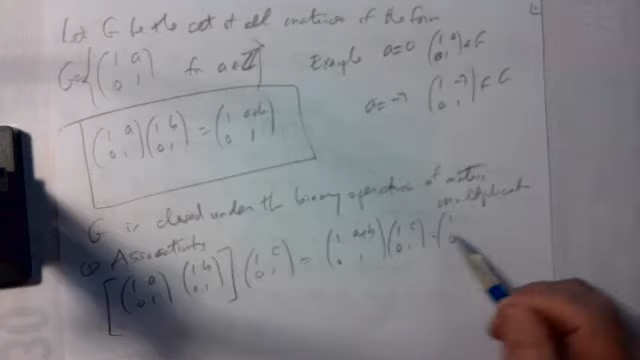 Let G be the set of all matrices of the form
G = { ( 1 a ; 0 1 ) for a ∈ ℤ }
Example a=0 ( 1 0 ; 0 1 ) ∈ G
a=-7 ( 1 -7 ; 0 1 ) ∈ G
( 1 a ; 0 1 ) ( 1 b ; 0 1 ) = ( 1 a+b ; 0 1 )
G is closed under the binary operation of matrix
multiplication
(1) Associativity
[ ( 1 a ; 0 1 ) ( 1 b ; 0 1 ) ] · ( 1 c ; 0 1 ) = ( 1 a+b ; 0 1 ) ( 1 c ; 0 1 ) = ( 1 ; 0